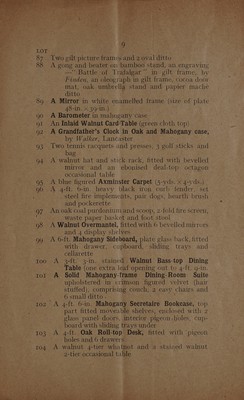 9
LOT
87 Two gilt picture frames and 2 oval ditto
88 A gong and beater on bamboo stand, an engraving
—"Battle of Trafalgar" in gilt frame, by
Finden, an oleograph in gilt frame, cocoa door
mat, oak umbrella stand and papier maché
ditto
89 A Mirror in white enamelled frame (size of plate
48-in. × 39-in.)
90 A Barometer in mahogany case
91 An Inlaid Walnut Card Table (green cloth top)
92 A Grandfather's Clock in Oak and Mahogany case,
by Walker, Lancaster
93 Two tennis racquets and presses, 3 golf sticks and
bag
94 A walnut hat and stick rack, fitted with bevelled
mirror and an ebonised deal-top octagon
occasional table
95 A blue figured Axminster Carpet (3-yds. × 4-yds.)
96 A 4-ft. 6-in. heavy black iron curb fender, set
steel fire implements, pair dogs, hearth brush
and pockerette
97 An oak coal purdonium and scoop, 2-fold fire screen,
waste paper basket and foot rest
98 A Walnut Overmantel, fitted with 6 bevelled mirrors
and 4 display shelves
99 A 6-ft. Mahogany Sideboard, plate glass back, fitted
with drawer, cupboard, sliding trays and
cellarette
100 A 3-ft. 3-in. stained Walnut Bass-top Dining
Table (one extra leaf opening out to 4-ft. 9-in.
101 A Solid Mahogany-frame Dining-Room Suite
upholstered in crimson figured velvet (hair
stuffed), comprising couch, 2 easy chairs and
6 small ditto
102 A 4-ft. 6-in. Mahogany Secretaire Bookcase, top
part fitted moveable shelves, enclosed with 2
glass panel doors, interior pigeon holes, cup-
board with sliding trays under
103 A 4-ft. Oak Roll-top Desk, fitted with pigeon
holes and 6 drawers
104 A walnut 4-tier whatnot and a stained walnut
2-tier occasional table